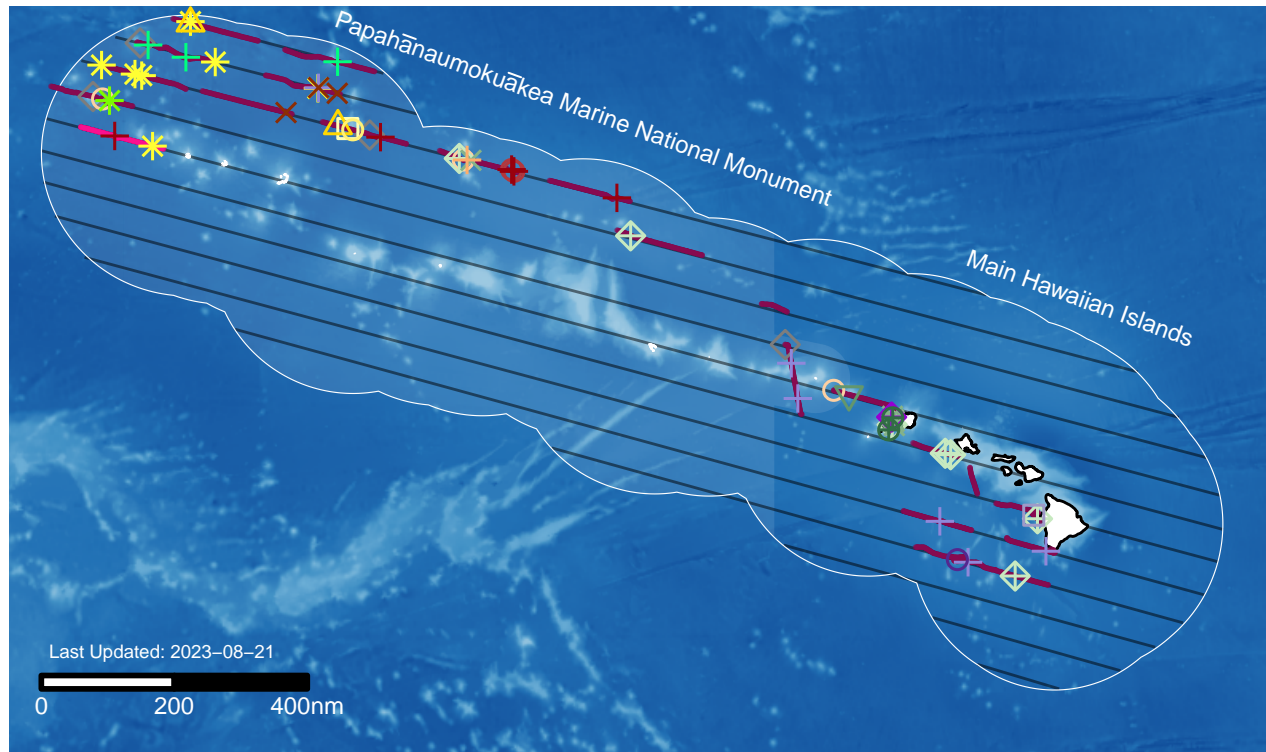 Papahānaumokuākea Marine National Monument
Main Hawaiian Islands
Last Updated: 2023−08−21
0 200 400nm